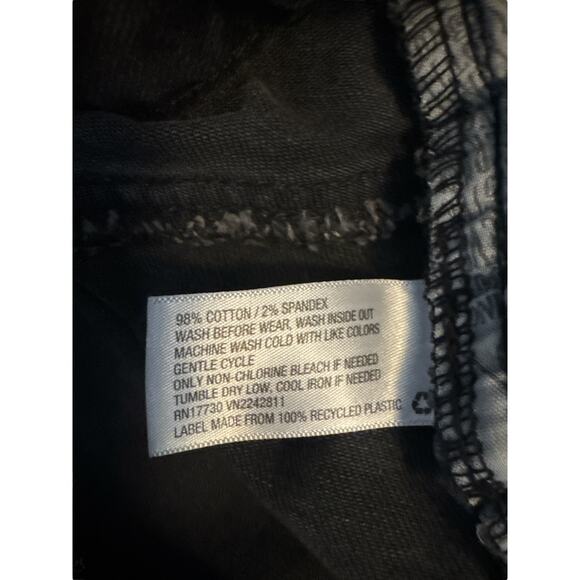 98% COTTON / 2% SPANDEX
WASH BEFORE WEAR, WASH INSIDE OUT
MACHINE WASH COLD WITH LIKE COLORS
GENTLE CYCLE
ONLY NON-CHLORINE BLEACH IF NEEDED
TUMBLE DRY LOW, COOL IRON IF NEEDED
RN17730 VN2242811
LABEL MADE FROM 100% RECYCLED PLASTIC